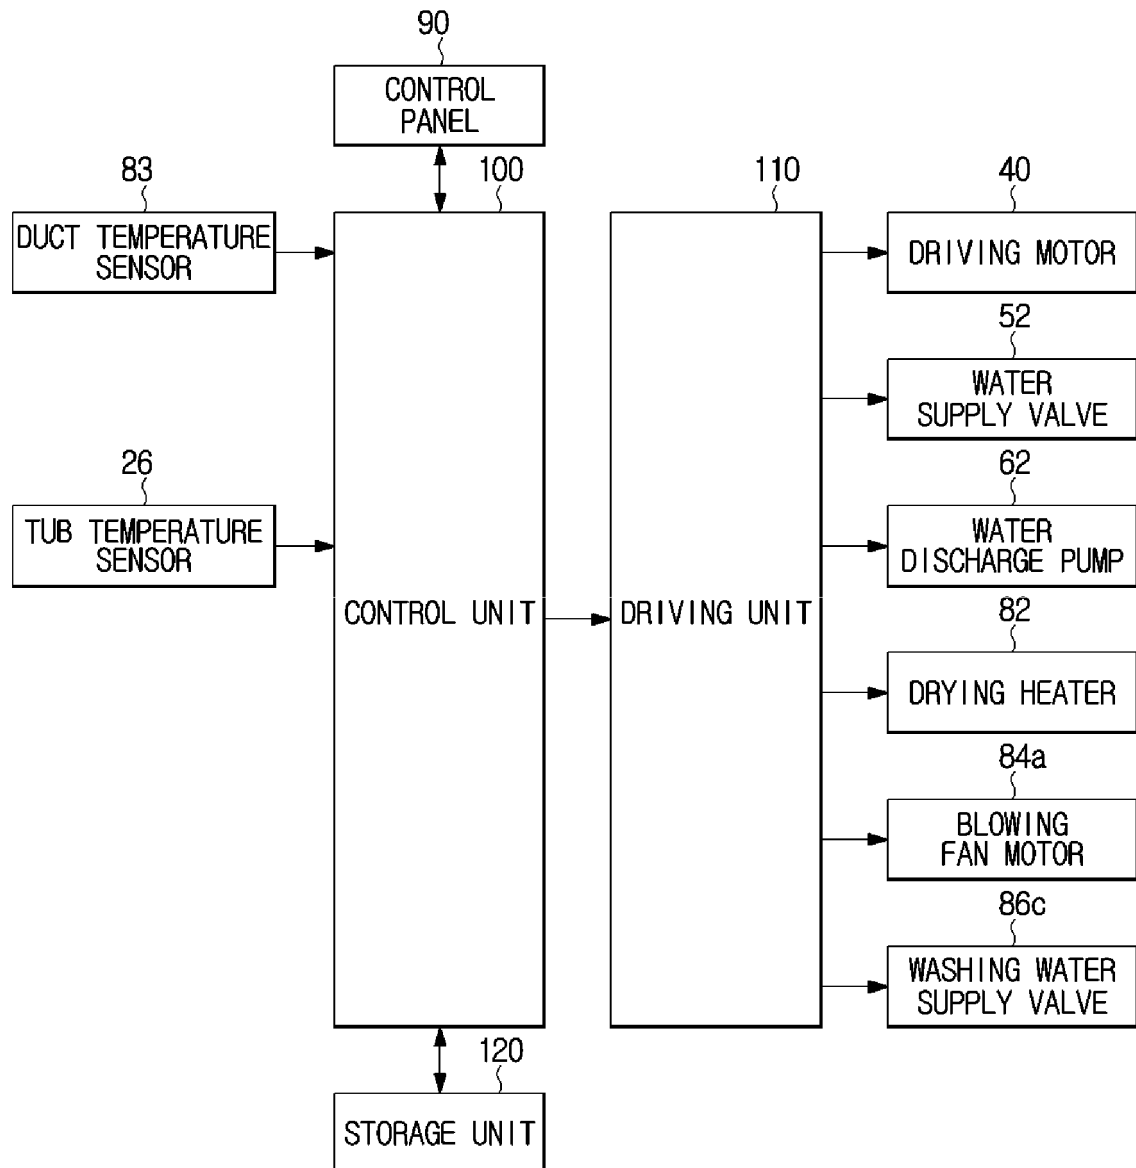 90
CONTROL
PANEL
83
100
110
40
DUCT TEMPERATURE
SENSOR
DRIVING MOTOR
52
WATER
SUPPLY VALVE
26
62
TUB TEMPERATURE
SENSOR
WATER
DISCHARGE PUMP
CONTROL UNIT
DRIVING UNIT
82
DRYING HEATER
84a
BLOWING
FAN MOTOR
86c
WASHING WATER
SUPPLY VALVE
120
STORAGE UNIT